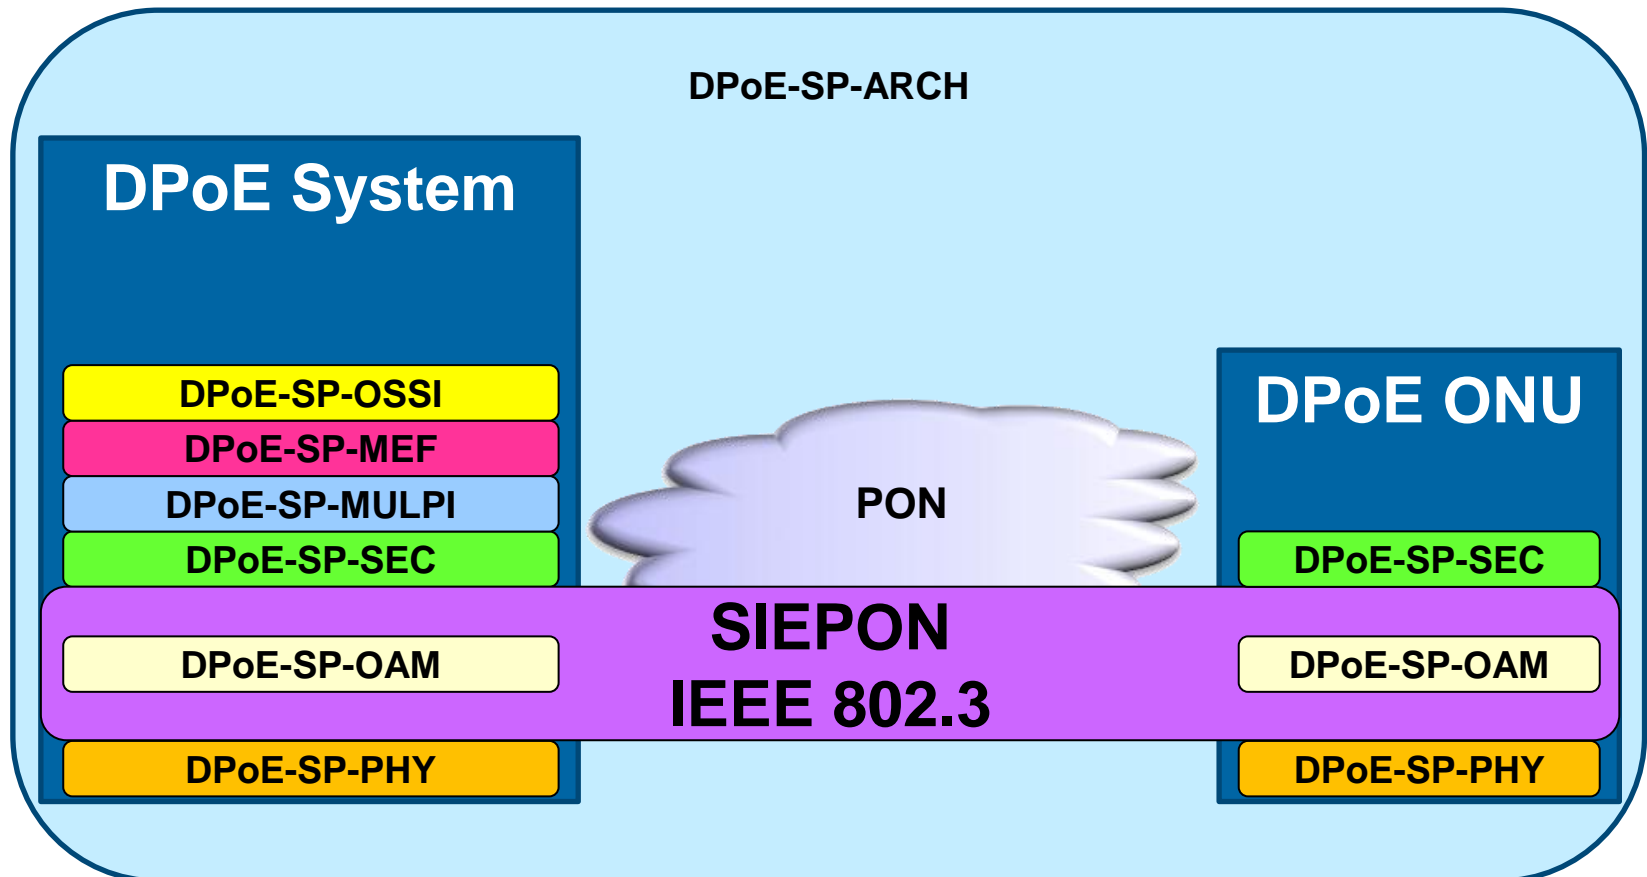 DPoE-SP-ARCH
DPoE System
DPoE-SP-OSSI
DPoE-SP-MEF
DPoE-SP-MULPI
DPoE-SP-SEC
DPoE-SP-OAM
DPoE-SP-PHY
PON
SIEPON
IEEE 802.3
DPoE ONU
DPoE-SP-SEC
DPoE-SP-OAM
DPoE-SP-PHY